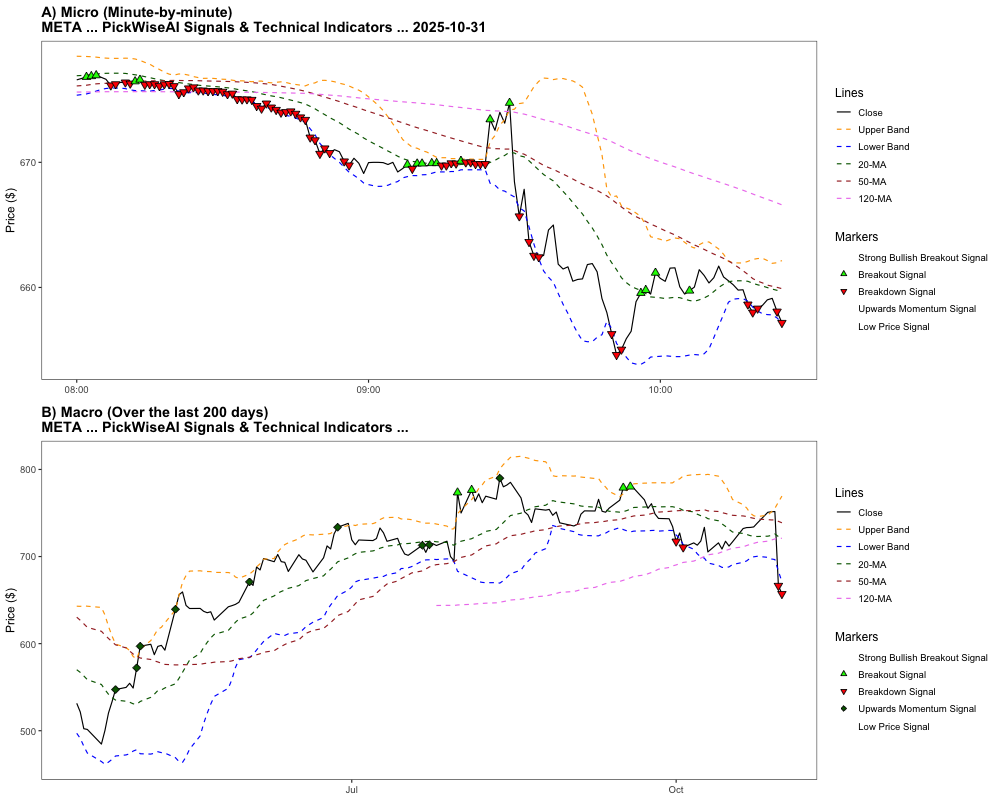 A) Micro (Minute-by-minute)
META ... PickWiseAI Signals & Technical Indicators ... 2025-10-31
Price ($)
670
660
08:00
09:00
10:00
Lines
Close
Upper Band
Lower Band
20-MA
50-MA
120-MA
Markers
Strong Bullish Breakout Signal
Breakout Signal
Breakdown Signal
Upwards Momentum Signal
Low Price Signal
B) Macro (Over the last 200 days)
META ... PickWiseAI Signals & Technical Indicators ...
Price ($)
800
700
600
500
Jul
Oct
Lines
Close
Upper Band
Lower Band
20-MA
50-MA
120-MA
Markers
Strong Bullish Breakout Signal
Breakout Signal
Breakdown Signal
Upwards Momentum Signal
Low Price Signal